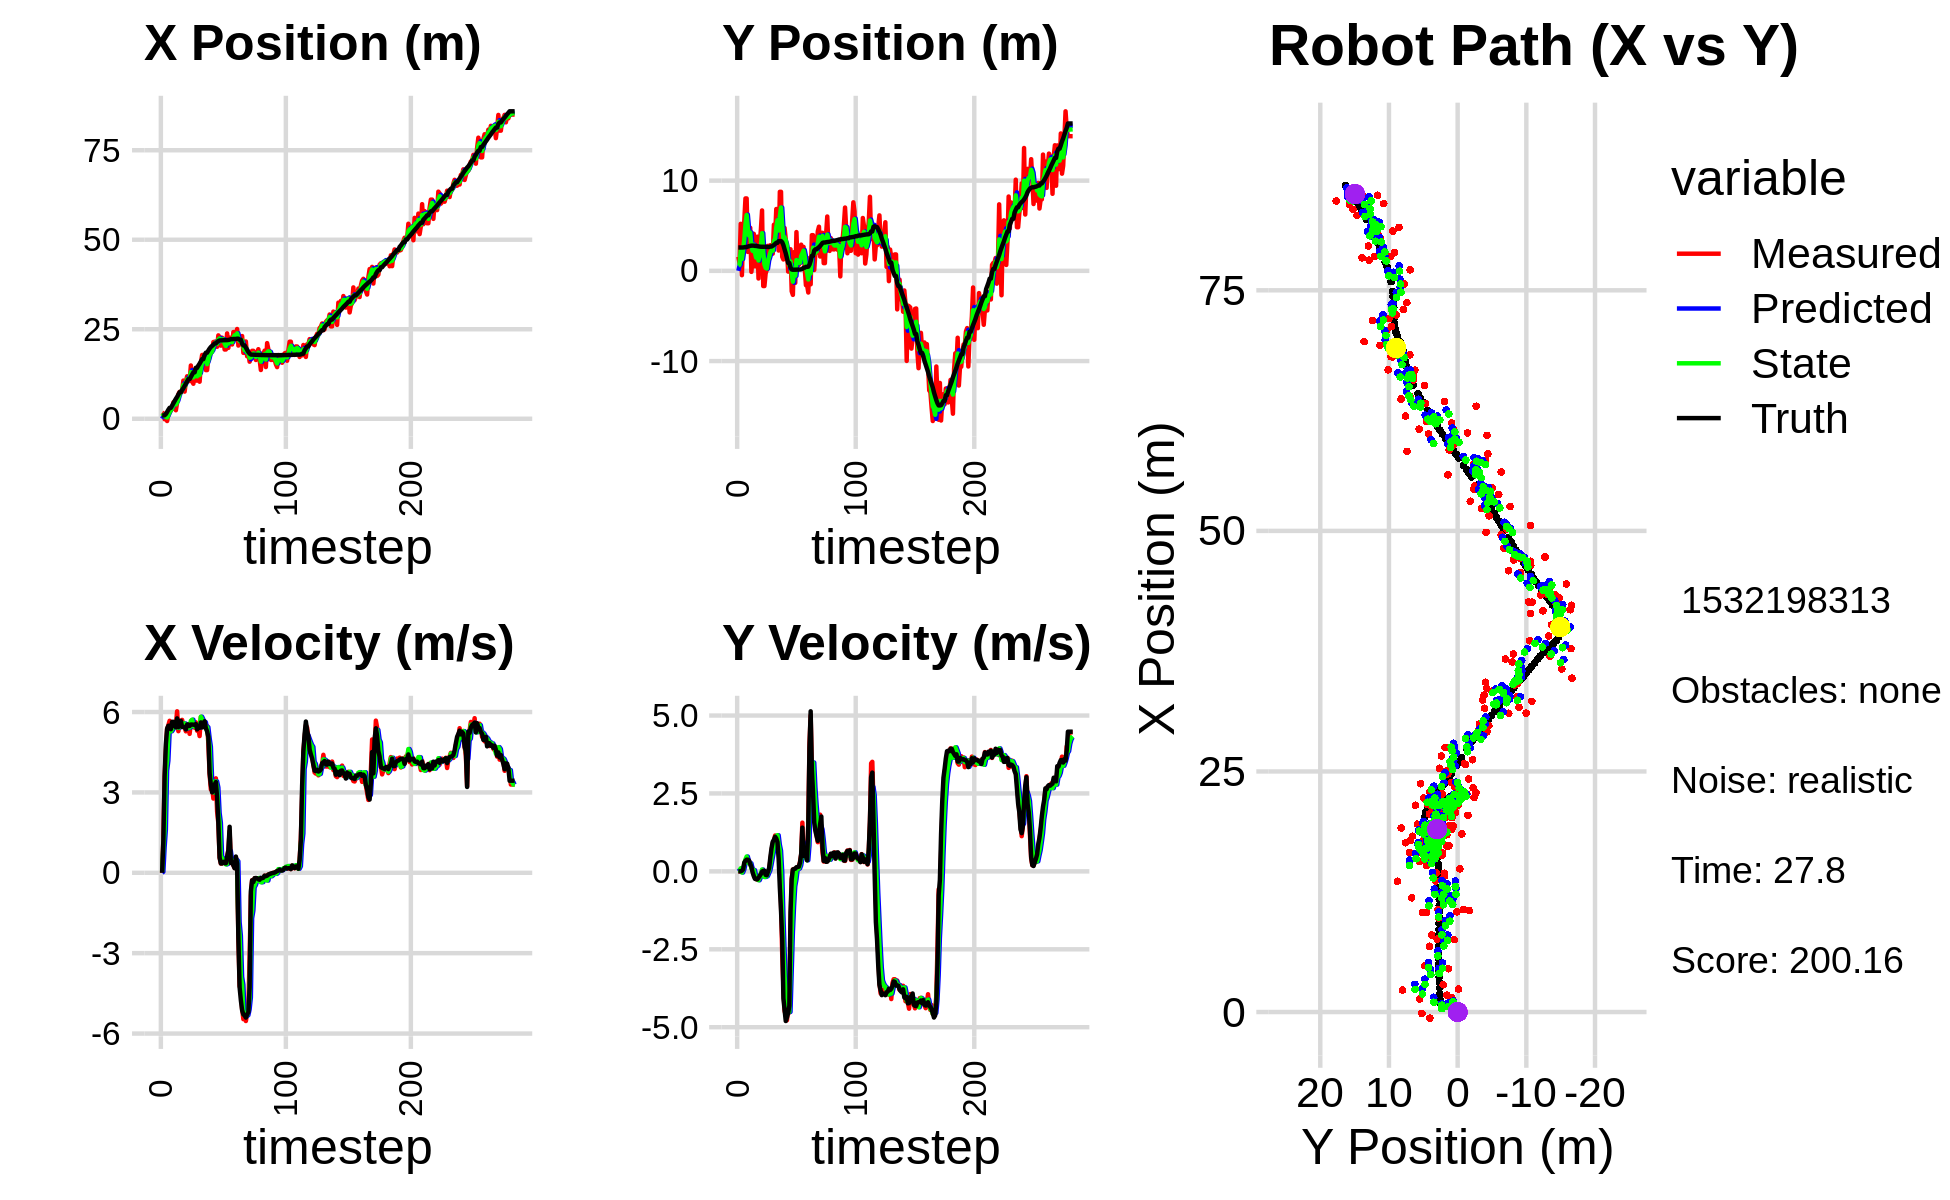 X Position (m)
75
50
25
0
0
100
200
timestep
Y Position (m)
10
0
-10
0
100
200
timestep
X Velocity (m/s)
6
3
0
-3
-6
0
100
200
timestep
Y Velocity (m/s)
5.0
2.5
0.0
-2.5
-5.0
0
100
200
timestep
Robot Path (X vs Y)
X Position (m)
75
50
25
0
20 10 0 -10 -20
Y Position (m)
variable
Measured
Predicted
State
Truth
1532198313
Obstacles: none
Noise: realistic
Time: 27.8
Score: 200.16